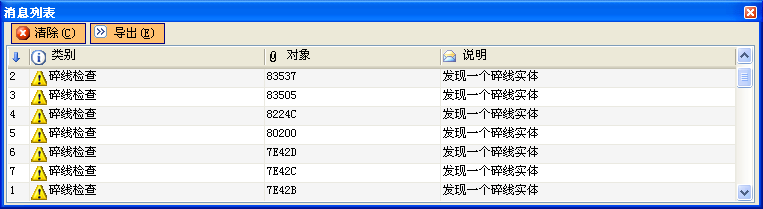 消息列表
清除(C) 导出(E)
类别 对象 说明
2 碎线检查 83537 发现一个碎线实体
3 碎线检查 83505 发现一个碎线实体
4 碎线检查 8224C 发现一个碎线实体
5 碎线检查 80200 发现一个碎线实体
6 碎线检查 7E42D 发现一个碎线实体
7 碎线检查 7E42C 发现一个碎线实体
1 碎线检查 7E42B 发现一个碎线实体